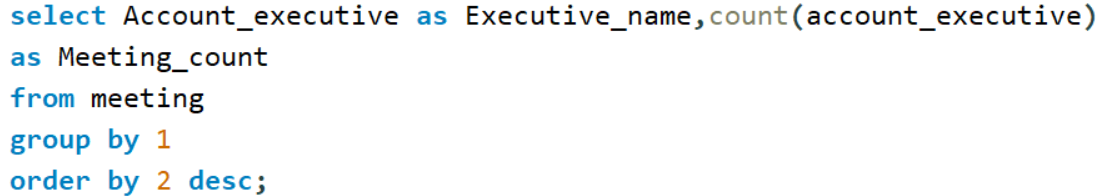 select Account_executive as Executive_name,count(account_executive)
as Meeting_count
from meeting
group by 1
order by 2 desc;